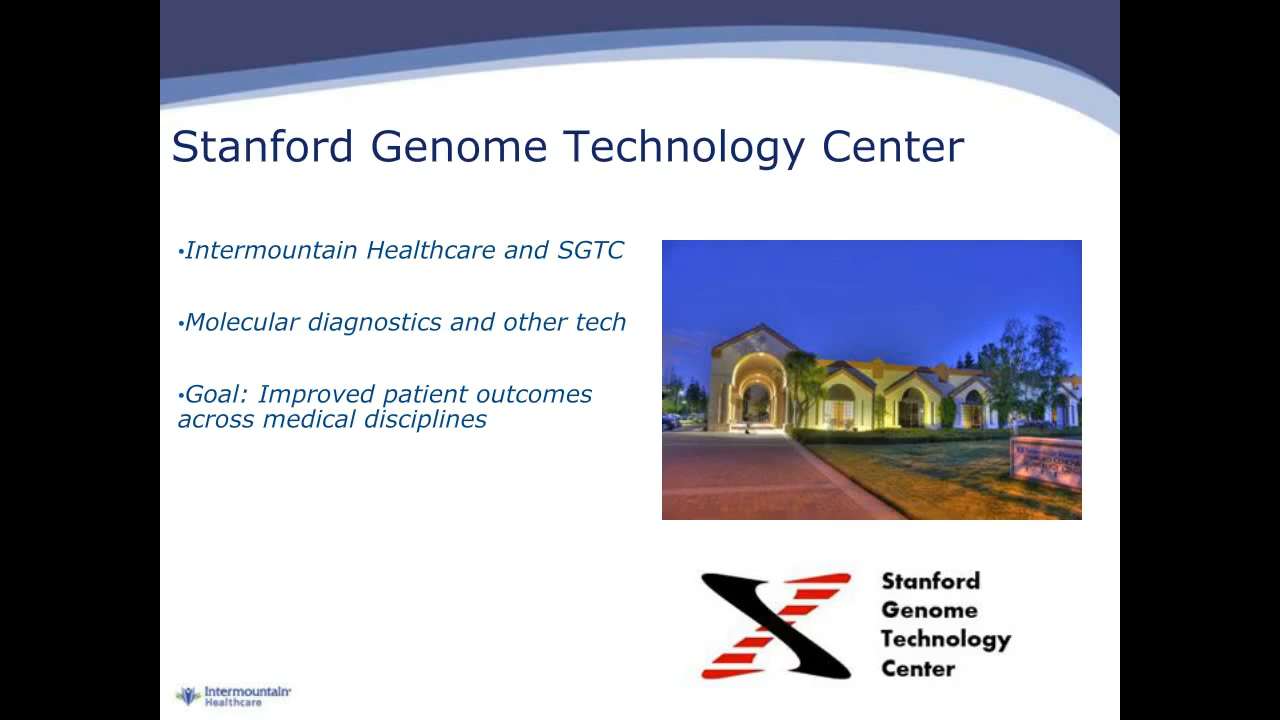 Stanford Genome Technology Center
•Intermountain Healthcare and SGTC
•Molecular diagnostics and other tech
•Goal: Improved patient outcomes
across medical disciplines
Stanford
Genome
Technology
Center
Intermountain
Healthcare